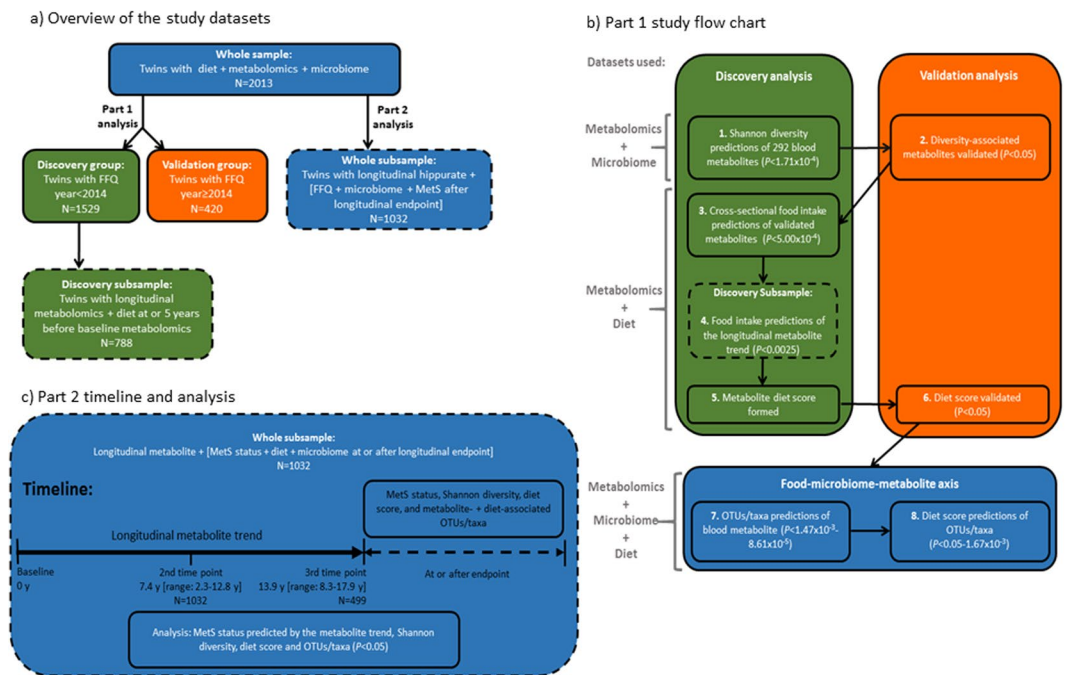 a) Overview of the study datasets
Whole sample:
Twins with diet + metabolomics + microbiome
N=2013
Part 1
analysis
Part 2
analysis
Discovery group:
Twins with FFQ
year<2014
N=1529
Validation group:
Twins with FFQ
year≥2014
N=420
Whole subsample:
Twins with longitudinal hippurate +
[FFQ + microbiome + MetS after
longitudinal endpoint]
N=1032
Discovery subsample:
Twins with longitudinal
metabolomics + diet at or 5 years
before baseline metabolomics
N=788
b) Part 1 study flow chart
Datasets used:
Discovery analysis
Validation analysis
Metabolomics
+
Microbiome
1. Shannon diversity
predictions of 292 blood
metabolites (P<1.71x10⁻⁴)
2. Diversity-associated
metabolites validated (P<0.05)
3. Cross-sectional food intake
predictions of validated
metabolites (P<5.00x10⁻⁴)
Metabolomics
+
Diet
Discovery Subsample:
4. Food intake predictions of
the longitudinal metabolite
trend (P<0.0025)
5. Metabolite diet score
formed
6. Diet score validated
(P<0.05)
Metabolomics
+
Microbiome
+
Diet
Food-microbiome-metabolite axis
7. OTUs/taxa predictions of
blood metabolite (P<1.47x10⁻³-
8.61x10⁻⁵)
8. Diet score predictions of
OTUs/taxa
(P<0.05-1.67x10⁻³)
c) Part 2 timeline and analysis
Whole subsample:
Longitudinal metabolite + [MetS status + diet + microbiome at or after longitudinal endpoint]
N=1032
Timeline:
MetS status, Shannon diversity, diet
score, and metabolite- + diet-associated
OTUs/taxa
Longitudinal metabolite trend
Baseline
0 y
2nd time point
7.4 y [range: 2.3-12.8 y]
N=1032
3rd time point
13.9 y [range: 8.3-17.9 y]
N=499
At or after endpoint
Analysis: MetS status predicted by the metabolite trend, Shannon
diversity, diet score and OTUs/taxa (P<0.05)